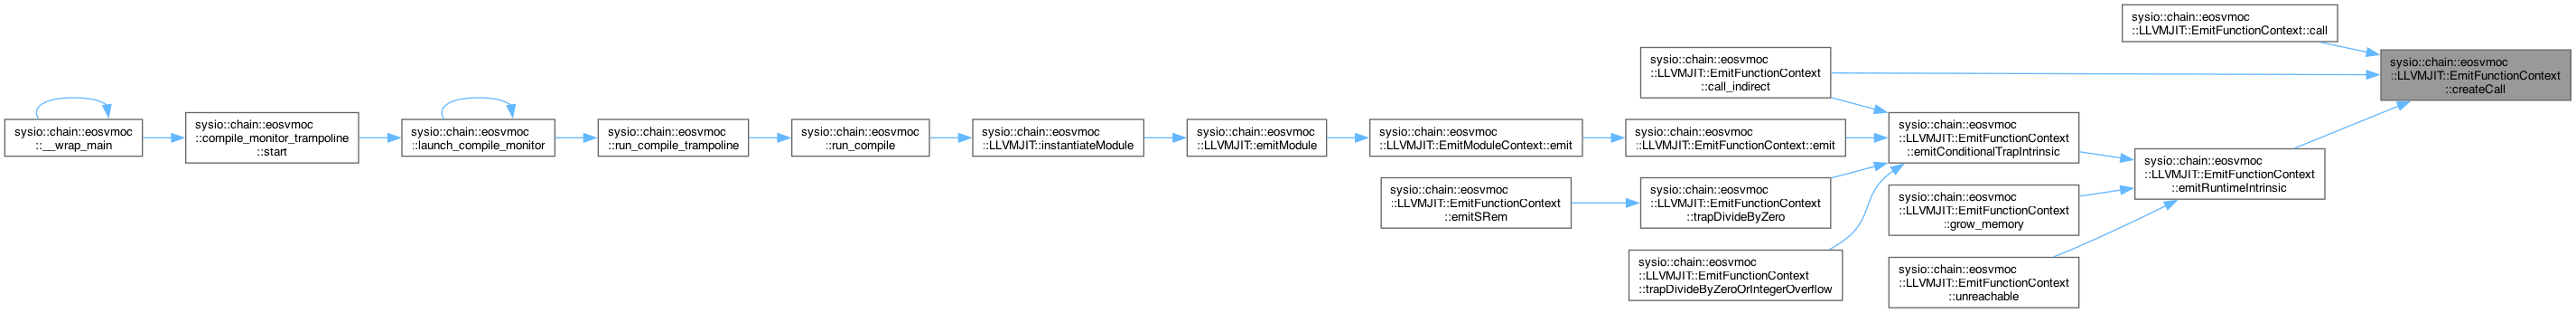 sysio::chain::eosvmoc
::__wrap_main
sysio::chain::eosvmoc
::compile_monitor_trampoline
::start
sysio::chain::eosvmoc
::launch_compile_monitor
sysio::chain::eosvmoc
::run_compile_trampoline
sysio::chain::eosvmoc
::run_compile
sysio::chain::eosvmoc
::LLVMJIT::instantiateModule
sysio::chain::eosvmoc
::LLVMJIT::emitModule
sysio::chain::eosvmoc
::LLVMJIT::EmitModuleContext::emit
sysio::chain::eosvmoc
::LLVMJIT::EmitFunctionContext::emit
sysio::chain::eosvmoc
::LLVMJIT::EmitFunctionContext
::call_indirect
sysio::chain::eosvmoc
::LLVMJIT::EmitFunctionContext
::emitSRem
sysio::chain::eosvmoc
::LLVMJIT::EmitFunctionContext
::trapDivideByZero
sysio::chain::eosvmoc
::LLVMJIT::EmitFunctionContext
::trapDivideByZeroOrIntegerOverflow
sysio::chain::eosvmoc
::LLVMJIT::EmitFunctionContext
::emitConditionalTrapIntrinsic
sysio::chain::eosvmoc
::LLVMJIT::EmitFunctionContext
::grow_memory
sysio::chain::eosvmoc
::LLVMJIT::EmitFunctionContext
::unreachable
sysio::chain::eosvmoc
::LLVMJIT::EmitFunctionContext::call
sysio::chain::eosvmoc
::LLVMJIT::EmitFunctionContext
::emitRuntimeIntrinsic
sysio::chain::eosvmoc
::LLVMJIT::EmitFunctionContext
::createCall